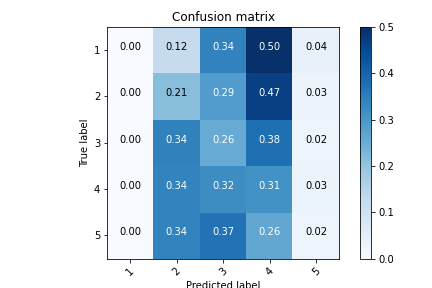 Confusion matrix
True label
1 0.00 0.12 0.34 0.50 0.04
2 0.00 0.21 0.29 0.47 0.03
3 0.00 0.34 0.26 0.38 0.02
4 0.00 0.34 0.32 0.31 0.03
5 0.00 0.34 0.37 0.26 0.02
1 2 3 4 5
Predicted label
0.5
0.4
0.3
0.2
0.1
0.0